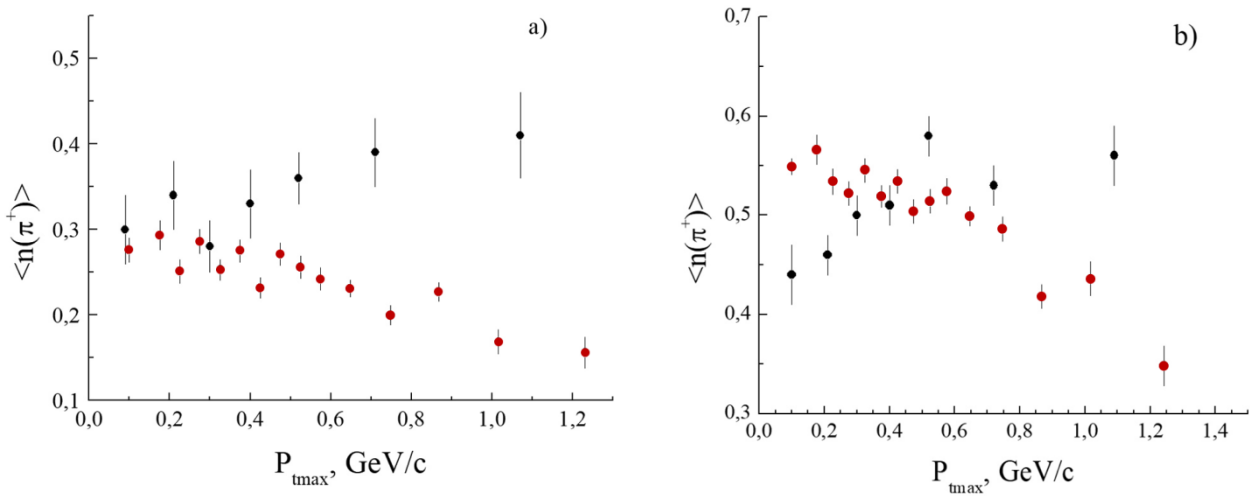 a)
0,5
0,4
0,3
0,2
0,1
<n(π⁺)>
0,0 0,2 0,4 0,6 0,8 1,0 1,2
P_tmax, GeV/c
b)
0,7
0,6
0,5
0,4
0,3
<n(π⁺)>
0,0 0,2 0,4 0,6 0,8 1,0 1,2 1,4
P_tmax, GeV/c